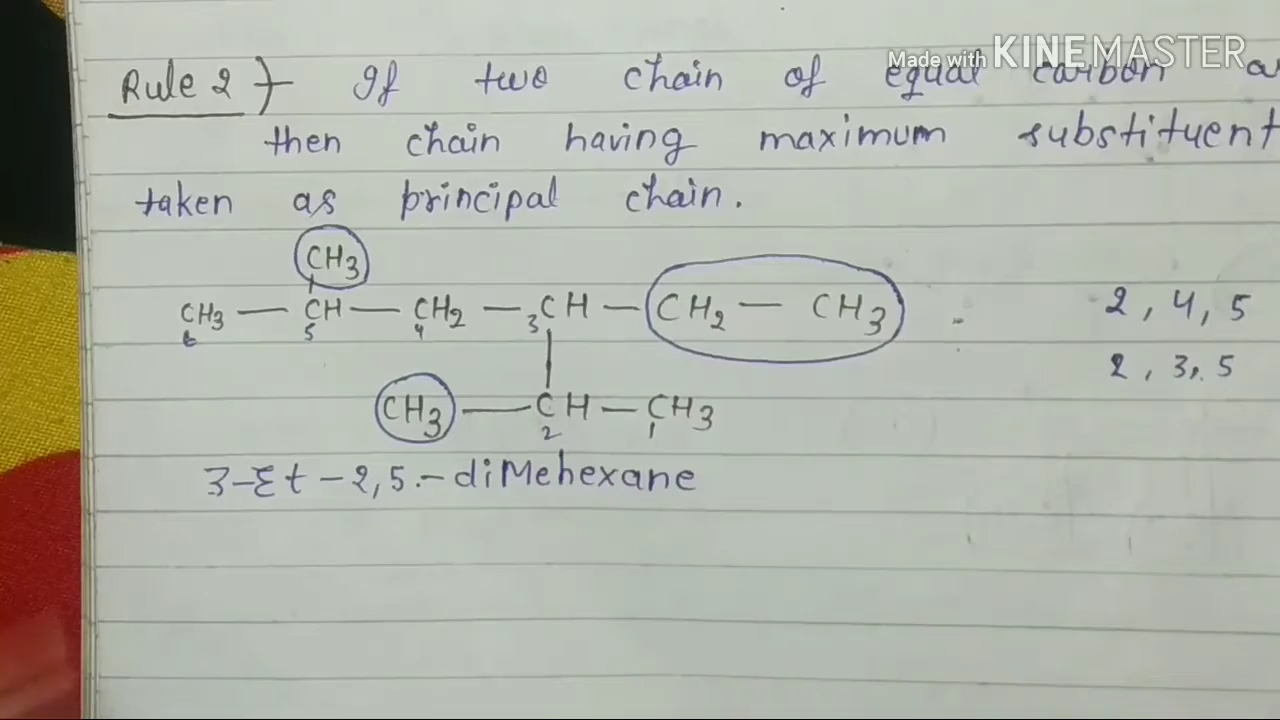 Made with KINEMASTER
Rule 2 )- If two chain of equal carbon a
then chain having maximum substituent
taken as principal chain.
CH3
CH3 — CH — CH2 — CH — CH2 — CH3
6 5 4 3
2, 4, 5
2, 3, 5
CH3 — CH — CH3
2 1
3-Et-2,5.-diMehexane